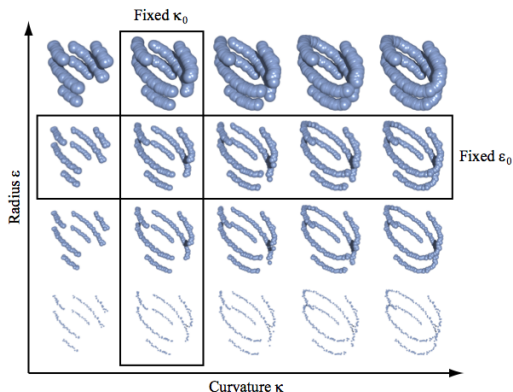 Fixed κ₀
Radius ε
Fixed ε₀
Curvature κ